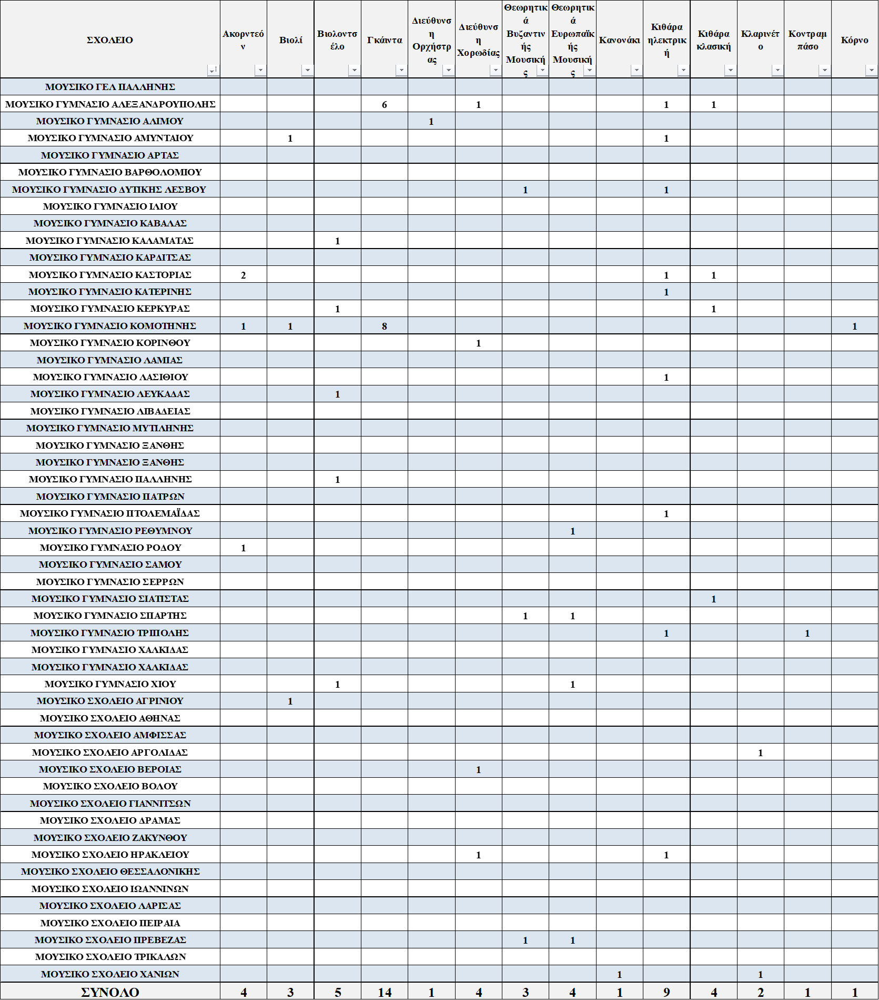 ΣΧΟΛΕΙΟ Ακορντεόν Βιολί Βιολοντσέλο Γκάιντα Διεύθυνση Ορχήστρας Διεύθυνση Χορωδίας Θεωρητικά Βυζαντινής Μουσικής Θεωρητικά Ευρωπαϊκής Μουσικής Κανονάκι Κιθάρα ηλεκτρική Κιθάρα κλασική Κλαρινέτο Κοντραμπάσο Κόρνο
ΜΟΥΣΙΚΟ ΓΕΛ ΠΑΛΛΗΝΗΣ
ΜΟΥΣΙΚΟ ΓΥΜΝΑΣΙΟ ΑΛΕΞΑΝΔΡΟΥΠΟΛΗΣ 6 1 1 1
ΜΟΥΣΙΚΟ ΓΥΜΝΑΣΙΟ ΑΛΙΜΟΥ 1
ΜΟΥΣΙΚΟ ΓΥΜΝΑΣΙΟ ΑΜΥΝΤΑΙΟΥ 1 1
ΜΟΥΣΙΚΟ ΓΥΜΝΑΣΙΟ ΑΡΤΑΣ
ΜΟΥΣΙΚΟ ΓΥΜΝΑΣΙΟ ΒΑΡΘΟΛΟΜΙΟΥ
ΜΟΥΣΙΚΟ ΓΥΜΝΑΣΙΟ ΔΥΤΙΚΗΣ ΛΕΣΒΟΥ 1 1
ΜΟΥΣΙΚΟ ΓΥΜΝΑΣΙΟ ΙΛΙΟΥ
ΜΟΥΣΙΚΟ ΓΥΜΝΑΣΙΟ ΚΑΒΑΛΑΣ
ΜΟΥΣΙΚΟ ΓΥΜΝΑΣΙΟ ΚΑΛΑΜΑΤΑΣ 1
ΜΟΥΣΙΚΟ ΓΥΜΝΑΣΙΟ ΚΑΡΔΙΤΣΑΣ
ΜΟΥΣΙΚΟ ΓΥΜΝΑΣΙΟ ΚΑΣΤΟΡΙΑΣ 2 1 1
ΜΟΥΣΙΚΟ ΓΥΜΝΑΣΙΟ ΚΑΤΕΡΙΝΗΣ 1
ΜΟΥΣΙΚΟ ΓΥΜΝΑΣΙΟ ΚΕΡΚΥΡΑΣ 1 1
ΜΟΥΣΙΚΟ ΓΥΜΝΑΣΙΟ ΚΟΜΟΤΗΝΗΣ 1 1 8 1
ΜΟΥΣΙΚΟ ΓΥΜΝΑΣΙΟ ΚΟΡΙΝΘΟΥ 1
ΜΟΥΣΙΚΟ ΓΥΜΝΑΣΙΟ ΛΑΜΙΑΣ
ΜΟΥΣΙΚΟ ΓΥΜΝΑΣΙΟ ΛΑΣΙΘΙΟΥ 1
ΜΟΥΣΙΚΟ ΓΥΜΝΑΣΙΟ ΛΕΥΚΑΔΑΣ 1
ΜΟΥΣΙΚΟ ΓΥΜΝΑΣΙΟ ΛΙΒΑΔΕΙΑΣ
ΜΟΥΣΙΚΟ ΓΥΜΝΑΣΙΟ ΜΥΤΙΛΗΝΗΣ
ΜΟΥΣΙΚΟ ΓΥΜΝΑΣΙΟ ΞΑΝΘΗΣ
ΜΟΥΣΙΚΟ ΓΥΜΝΑΣΙΟ ΞΑΝΘΗΣ
ΜΟΥΣΙΚΟ ΓΥΜΝΑΣΙΟ ΠΑΛΛΗΝΗΣ 1
ΜΟΥΣΙΚΟ ΓΥΜΝΑΣΙΟ ΠΑΤΡΩΝ
ΜΟΥΣΙΚΟ ΓΥΜΝΑΣΙΟ ΠΤΟΛΕΜΑΪΔΑΣ 1
ΜΟΥΣΙΚΟ ΓΥΜΝΑΣΙΟ ΡΕΘΥΜΝΟΥ 1
ΜΟΥΣΙΚΟ ΓΥΜΝΑΣΙΟ ΡΟΔΟΥ 1
ΜΟΥΣΙΚΟ ΓΥΜΝΑΣΙΟ ΣΑΜΟΥ
ΜΟΥΣΙΚΟ ΓΥΜΝΑΣΙΟ ΣΕΡΡΩΝ
ΜΟΥΣΙΚΟ ΓΥΜΝΑΣΙΟ ΣΙΑΤΙΣΤΑΣ 1
ΜΟΥΣΙΚΟ ΓΥΜΝΑΣΙΟ ΣΠΑΡΤΗΣ 1 1
ΜΟΥΣΙΚΟ ΓΥΜΝΑΣΙΟ ΤΡΙΠΟΛΗΣ 1 1
ΜΟΥΣΙΚΟ ΓΥΜΝΑΣΙΟ ΧΑΛΚΙΔΑΣ
ΜΟΥΣΙΚΟ ΓΥΜΝΑΣΙΟ ΧΑΛΚΙΔΑΣ
ΜΟΥΣΙΚΟ ΓΥΜΝΑΣΙΟ ΧΙΟΥ 1 1
ΜΟΥΣΙΚΟ ΣΧΟΛΕΙΟ ΑΓΡΙΝΙΟΥ 1
ΜΟΥΣΙΚΟ ΣΧΟΛΕΙΟ ΑΘΗΝΑΣ
ΜΟΥΣΙΚΟ ΣΧΟΛΕΙΟ ΑΜΦΙΣΣΑΣ
ΜΟΥΣΙΚΟ ΣΧΟΛΕΙΟ ΑΡΓΟΛΙΔΑΣ 1
ΜΟΥΣΙΚΟ ΣΧΟΛΕΙΟ ΒΕΡΟΙΑΣ 1
ΜΟΥΣΙΚΟ ΣΧΟΛΕΙΟ ΒΟΛΟΥ
ΜΟΥΣΙΚΟ ΣΧΟΛΕΙΟ ΓΙΑΝΝΙΤΣΩΝ
ΜΟΥΣΙΚΟ ΣΧΟΛΕΙΟ ΔΡΑΜΑΣ
ΜΟΥΣΙΚΟ ΣΧΟΛΕΙΟ ΖΑΚΥΝΘΟΥ
ΜΟΥΣΙΚΟ ΣΧΟΛΕΙΟ ΗΡΑΚΛΕΙΟΥ 1 1
ΜΟΥΣΙΚΟ ΣΧΟΛΕΙΟ ΘΕΣΣΑΛΟΝΙΚΗΣ
ΜΟΥΣΙΚΟ ΣΧΟΛΕΙΟ ΙΩΑΝΝΙΝΩΝ
ΜΟΥΣΙΚΟ ΣΧΟΛΕΙΟ ΛΑΡΙΣΑΣ
ΜΟΥΣΙΚΟ ΣΧΟΛΕΙΟ ΠΕΙΡΑΙΑ
ΜΟΥΣΙΚΟ ΣΧΟΛΕΙΟ ΠΡΕΒΕΖΑΣ 1 1
ΜΟΥΣΙΚΟ ΣΧΟΛΕΙΟ ΤΡΙΚΑΛΩΝ
ΜΟΥΣΙΚΟ ΣΧΟΛΕΙΟ ΧΑΝΙΩΝ 1 1
ΣΥΝΟΛΟ 4 3 5 14 1 4 3 4 1 9 4 2 1 1